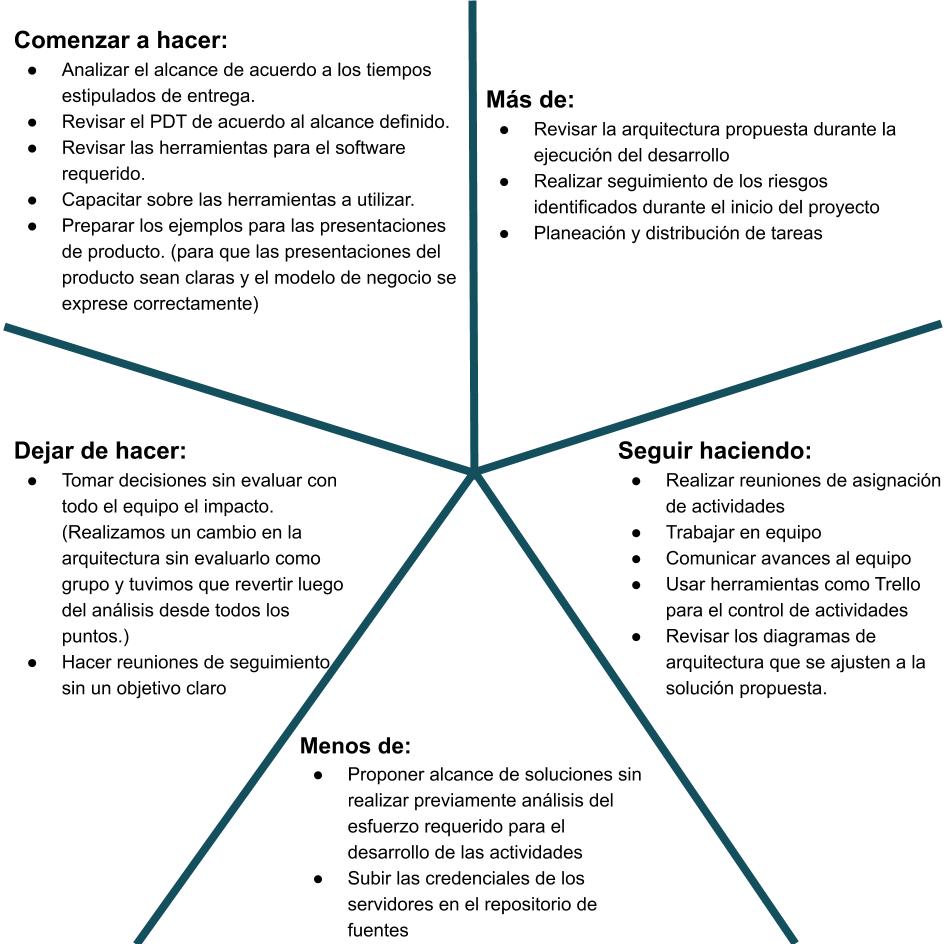 Comenzar a hacer:
● Analizar el alcance de acuerdo a los tiempos
estipulados de entrega.
● Revisar el PDT de acuerdo al alcance definido.
● Revisar las herramientas para el software
requerido.
● Capacitar sobre las herramientas a utilizar.
● Preparar los ejemplos para las presentaciones
de producto. (para que las presentaciones del
producto sean claras y el modelo de negocio se
exprese correctamente)
Más de:
● Revisar la arquitectura propuesta durante la
ejecución del desarrollo
● Realizar seguimiento de los riesgos
identificados durante el inicio del proyecto
● Planeación y distribución de tareas
Dejar de hacer:
● Tomar decisiones sin evaluar con
todo el equipo el impacto.
(Realizamos un cambio en la
arquitectura sin evaluarlo como
grupo y tuvimos que revertir luego
del análisis desde todos los
puntos.)
● Hacer reuniones de seguimiento
sin un objetivo claro
Seguir haciendo:
● Realizar reuniones de asignación
de actividades
● Trabajar en equipo
● Comunicar avances al equipo
● Usar herramientas como Trello
para el control de actividades
● Revisar los diagramas de
arquitectura que se ajusten a la
solución propuesta.
Menos de:
● Proponer alcance de soluciones sin
realizar previamente análisis del
esfuerzo requerido para el
desarrollo de las actividades
● Subir las credenciales de los
servidores en el repositorio de
fuentes